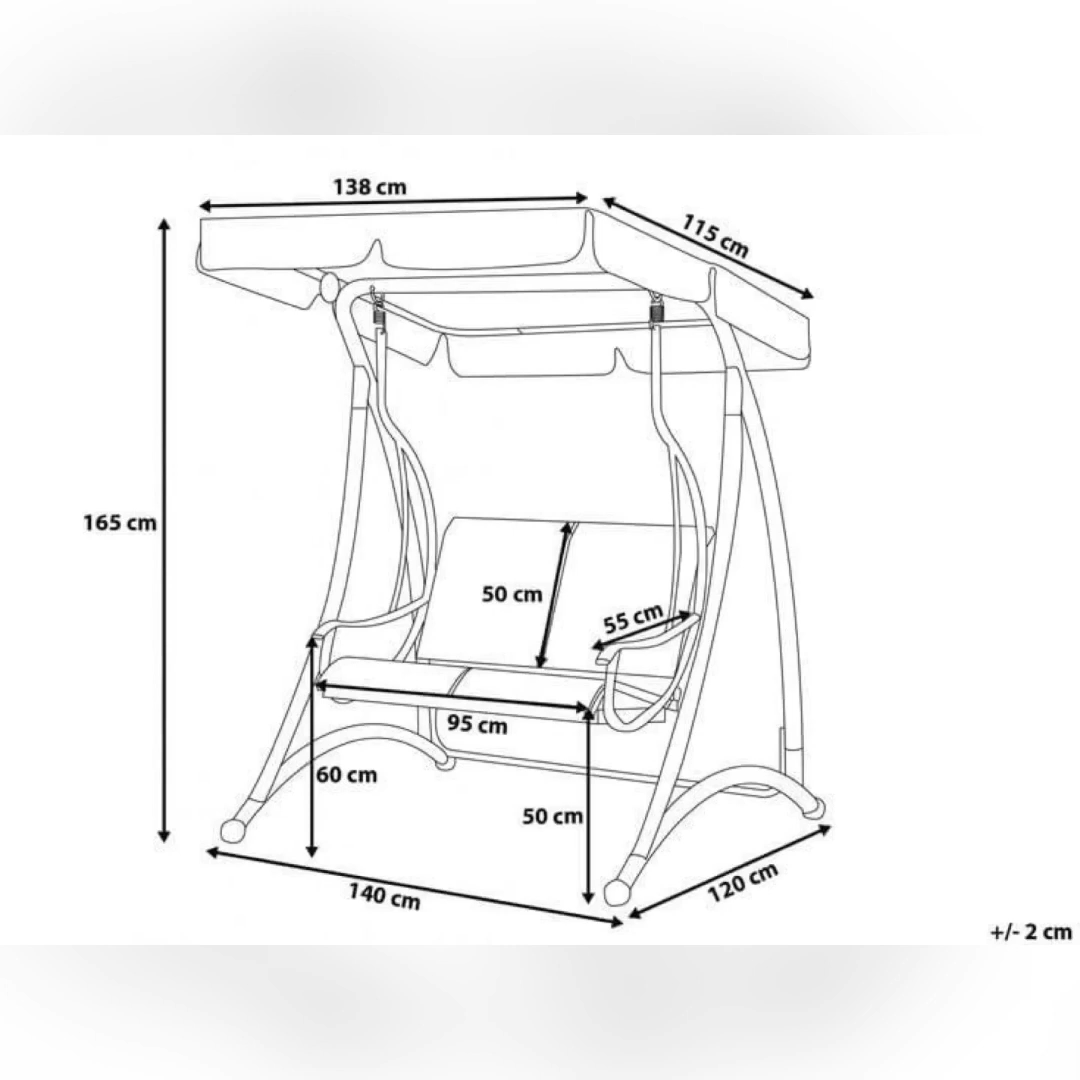 138 cm
115 cm
165 cm
50 cm
55 cm
95 cm
60 cm
50 cm
140 cm
120 cm
+/- 2 cm